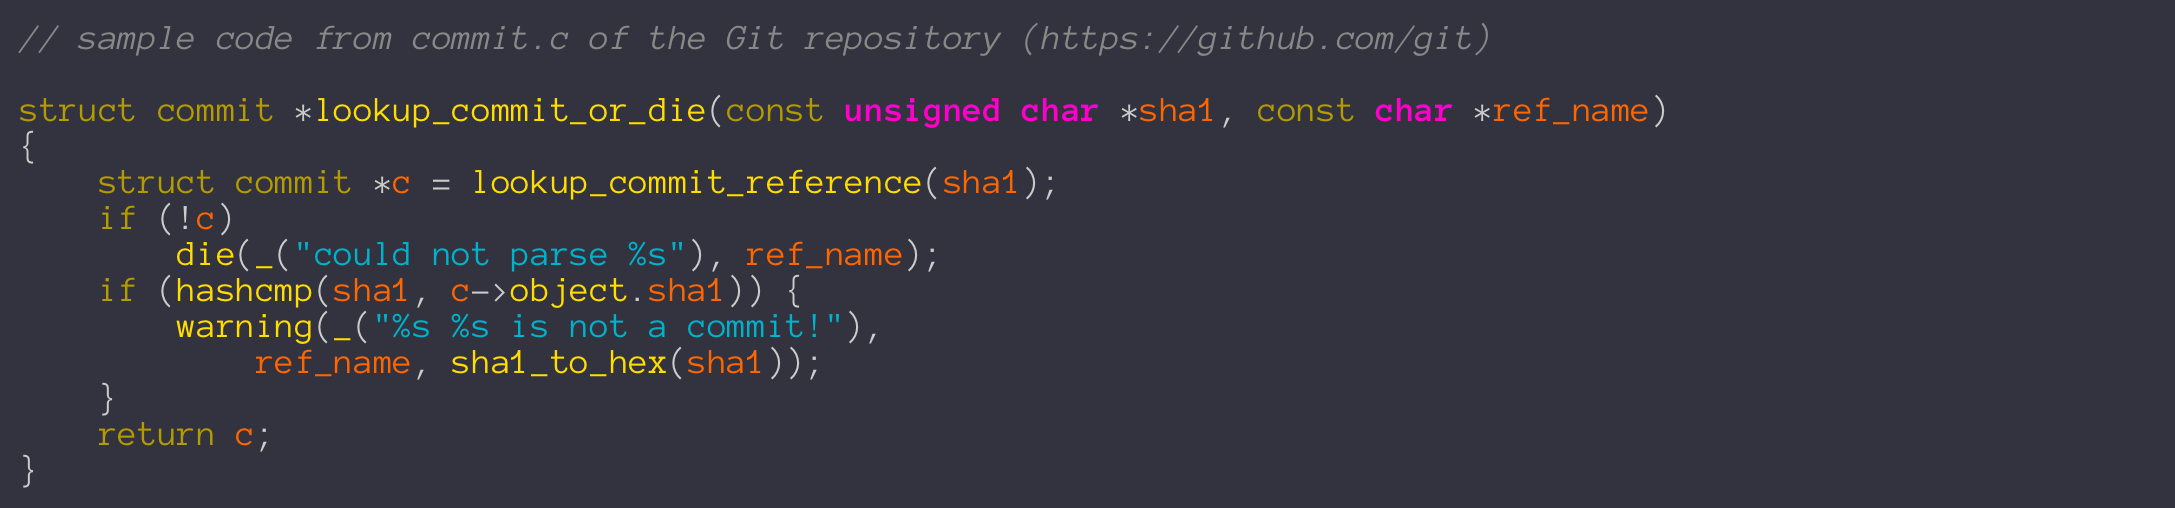 // sample code from commit.c of the Git repository (https://github.com/git)
struct commit *lookup_commit_or_die(const unsigned char *sha1, const char *ref_name)
{
    struct commit *c = lookup_commit_reference(sha1);
    if (!c)
        die(_("could not parse %s"), ref_name);
    if (hashcmp(sha1, c->object.sha1)) {
        warning(_("%s %s is not a commit!"),
            ref_name, sha1_to_hex(sha1));
    }
    return c;
}